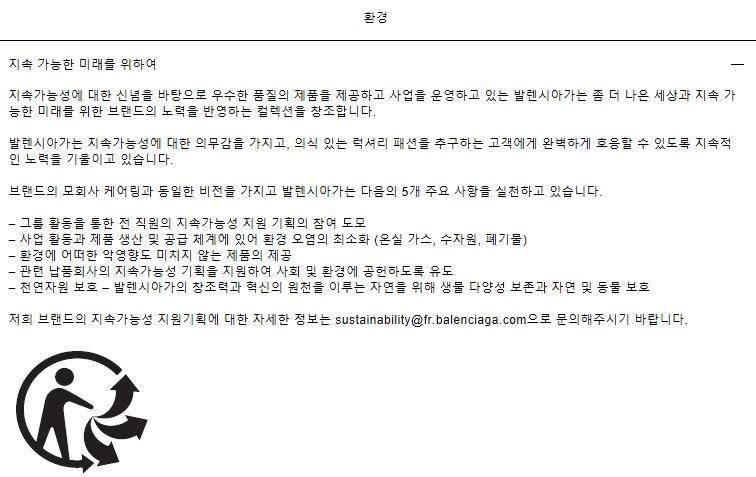 환경
지속 가능한 미래를 위하여 —
지속가능성에 대한 신념을 바탕으로 우수한 품질의 제품을 제공하고 사업을 운영하고 있는 발렌시아가는 좀 더 나은 세상과 지속 가
능한 미래를 위한 브랜드의 노력을 반영하는 컬렉션을 창조합니다.
발렌시아가는 지속가능성에 대한 의무감을 가지고, 의식 있는 럭셔리 패션을 추구하는 고객에게 완벽하게 호응할 수 있도록 지속적
인 노력을 기울이고 있습니다.
브랜드의 모회사 케어링과 동일한 비전을 가지고 발렌시아가는 다음의 5개 주요 사항을 실천하고 있습니다.
– 그룹 활동을 통한 전 직원의 지속가능성 지원 기획의 참여 도모
– 사업 활동과 제품 생산 및 공급 체계에 있어 환경 오염의 최소화 (온실 가스, 수자원, 폐기물)
– 환경에 어떠한 악영향도 미치지 않는 제품의 제공
– 관련 납품회사의 지속가능성 기획을 지원하여 사회 및 환경에 공헌하도록 유도
– 천연자원 보호 – 발렌시아가의 창조력과 혁신의 원천을 이루는 자연을 위해 생물 다양성 보존과 자연 및 동물 보호
저희 브랜드의 지속가능성 지원기획에 대한 자세한 정보는 sustainability@fr.balenciaga.com으로 문의해주시기 바랍니다.